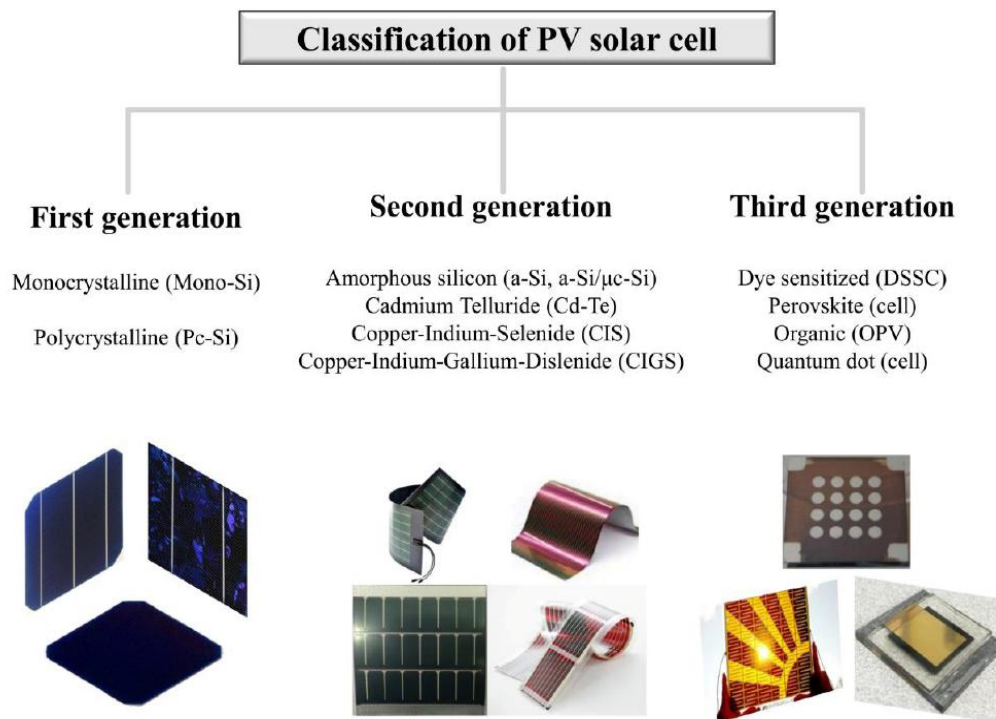 Classification of PV solar cell
First generation
Monocrystalline (Mono-Si)
Polycrystalline (Pc-Si)
Second generation
Amorphous silicon (a-Si, a-Si/μc-Si)
Cadmium Telluride (Cd-Te)
Copper-Indium-Selenide (CIS)
Copper-Indium-Gallium-Dislenide (CIGS)
Third generation
Dye sensitized (DSSC)
Perovskite (cell)
Organic (OPV)
Quantum dot (cell)